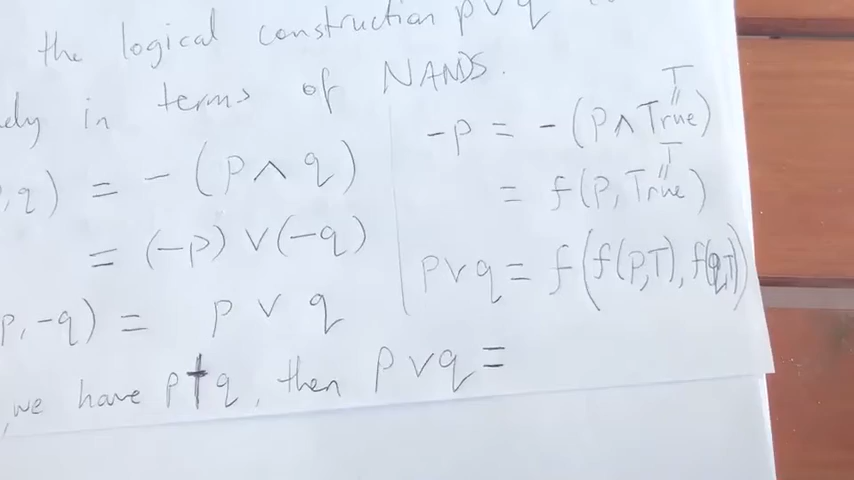 the logical construction p∨q
in terms of NANDS.
,q) = -(p∧q)
= (-p)∨(-q)
p,-q) = p∨q
,we have p†q, then p∨q =
T
-p = -(p∧True)
T
= f(p,True)
p∨q = f(f(p,T),f(q,T))